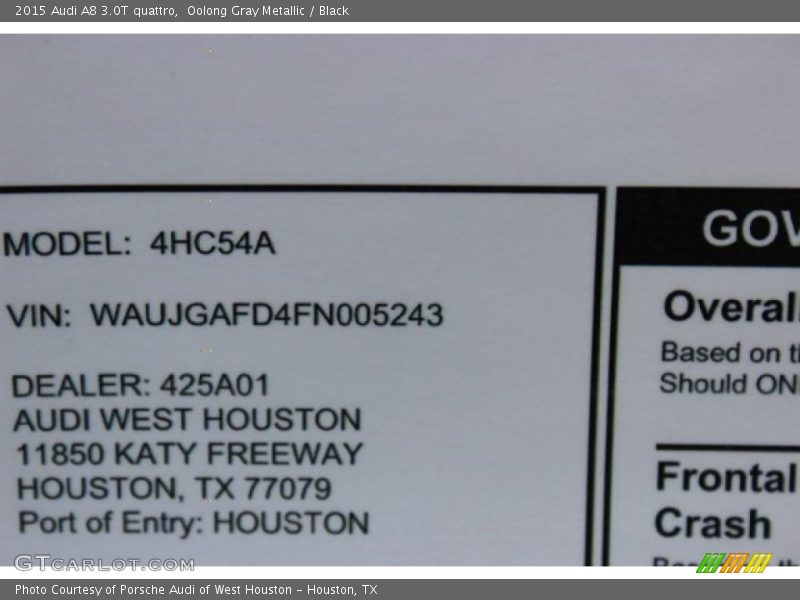 2015 Audi A8 3.0T quattro, Oolong Gray Metallic / Black
MODEL: 4HC54A
VIN: WAUJGAFD4FN005243
DEALER: 425A01
AUDI WEST HOUSTON
11850 KATY FREEWAY
HOUSTON, TX 77079
Port of Entry: HOUSTON
GOV
Overall
Based on th
Should ON
Frontal
Crash
GTCARLOT.COM
Photo Courtesy of Porsche Audi of West Houston - Houston, TX